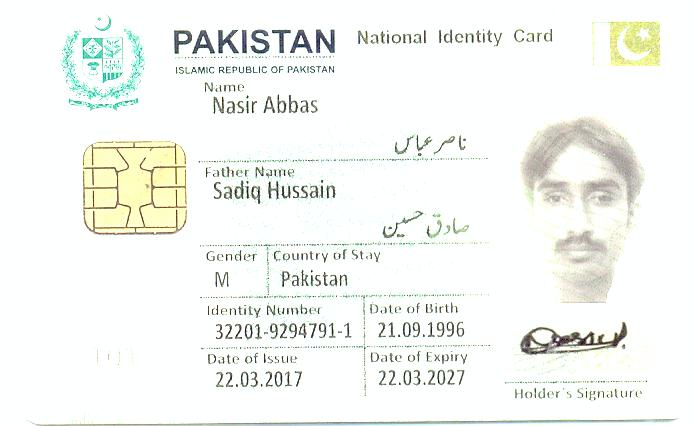 PAKISTAN National Identity Card
ISLAMIC REPUBLIC OF PAKISTAN
Name
Nasir Abbas
ناصر عباس
Father Name
Sadiq Hussain
صادق حسین
Gender Country of Stay
M Pakistan
Identity Number Date of Birth
32201-9294791-1 21.09.1996
Date of Issue Date of Expiry
22.03.2017 22.03.2027
Holder's Signature